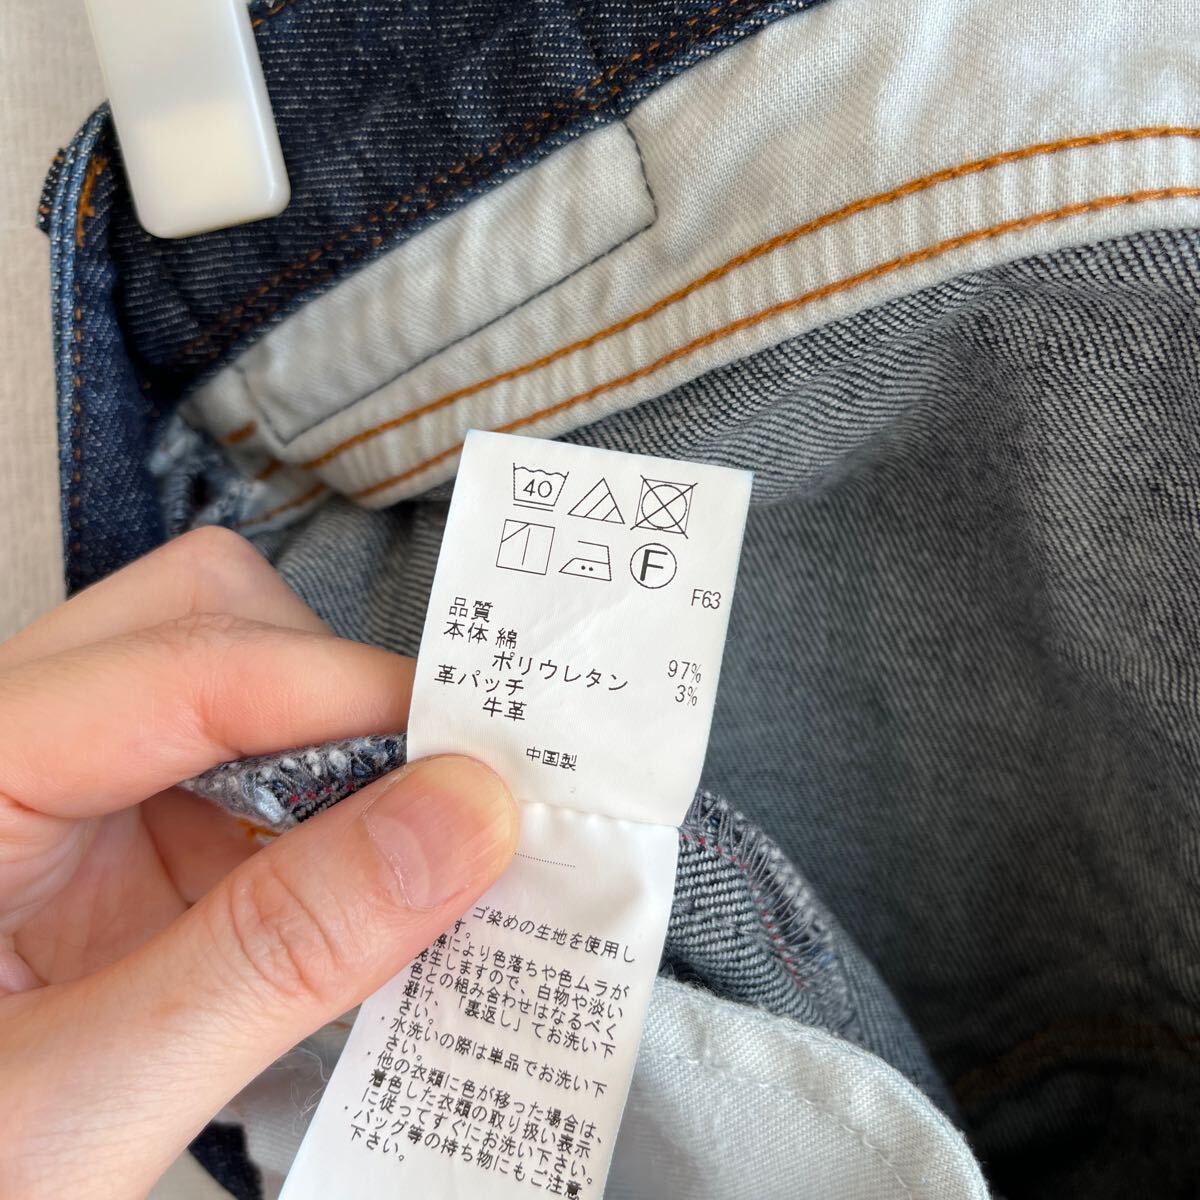 40
F
F63
品質
本体 綿 97%
ポリウレタン 3%
革パッチ
牛革
中国製
ゴ染めの生地を使用し
す。
際により色落ちや色ムラが
発生しますので、白物や淡い
色との組み合わせはなるべく
避け、「裏返し」てお洗い下
さい。
・水洗いの際は単品でお洗い下
さい。
・他の衣類に色が移った場合は、
着色した衣類の取り扱い表示
に従ってすぐにお洗い下さい。
・バッグ等の持ち物にもご注意
下さい。